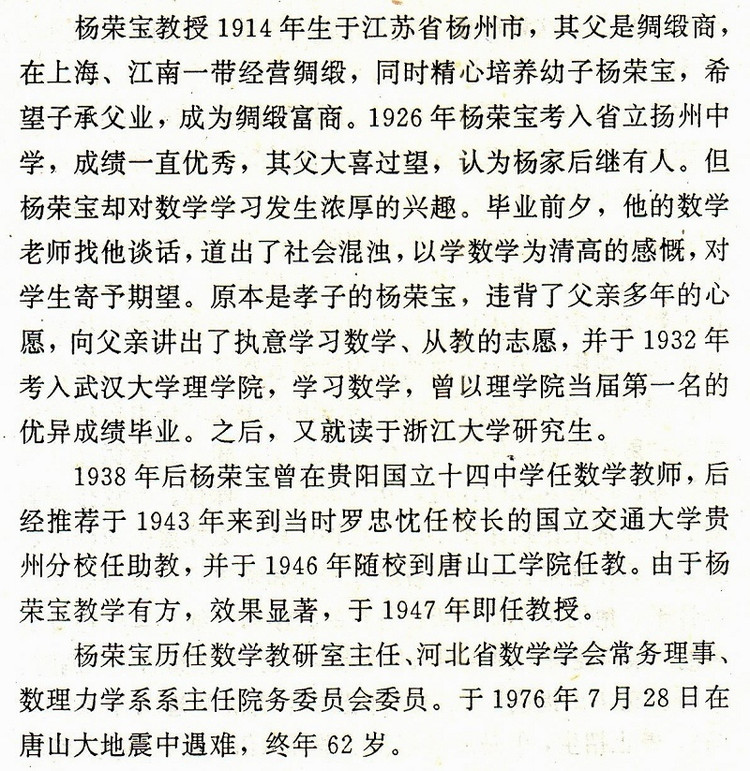 杨荣宝教授 1914 年生于江苏省杨州市，其父是绸缎商，
在上海、江南一带经营绸缎，同时精心培养幼子杨荣宝，希
望子承父业，成为绸缎富商。1926 年杨荣宝考入省立扬州中
学，成绩一直优秀，其父大喜过望，认为杨家后继有人。但
杨荣宝却对数学学习发生浓厚的兴趣。毕业前夕，他的数学
老师找他谈话，道出了社会混浊，以学数学为清高的感慨，对
学生寄予期望。原本是孝子的杨荣宝，违背了父亲多年的心
愿，向父亲讲出了执意学习数学、从教的志愿，并于 1932 年
考入武汉大学理学院，学习数学，曾以理学院当届第一名的
优异成绩毕业。之后，又就读于浙江大学研究生。
1938 年后杨荣宝曾在贵阳国立十四中学任数学教师，后
经推荐于 1943 年来到当时罗忠忱任校长的国立交通大学贵
州分校任助教，并于 1946 年随校到唐山工学院任教。由于杨
荣宝教学有方，效果显著，于 1947 年即任教授。
杨荣宝历任数学教研室主任、河北省数学学会常务理事、
数理力学系系主任院务委员会委员。于 1976 年 7 月 28 日在
唐山大地震中遇难，终年 62 岁。